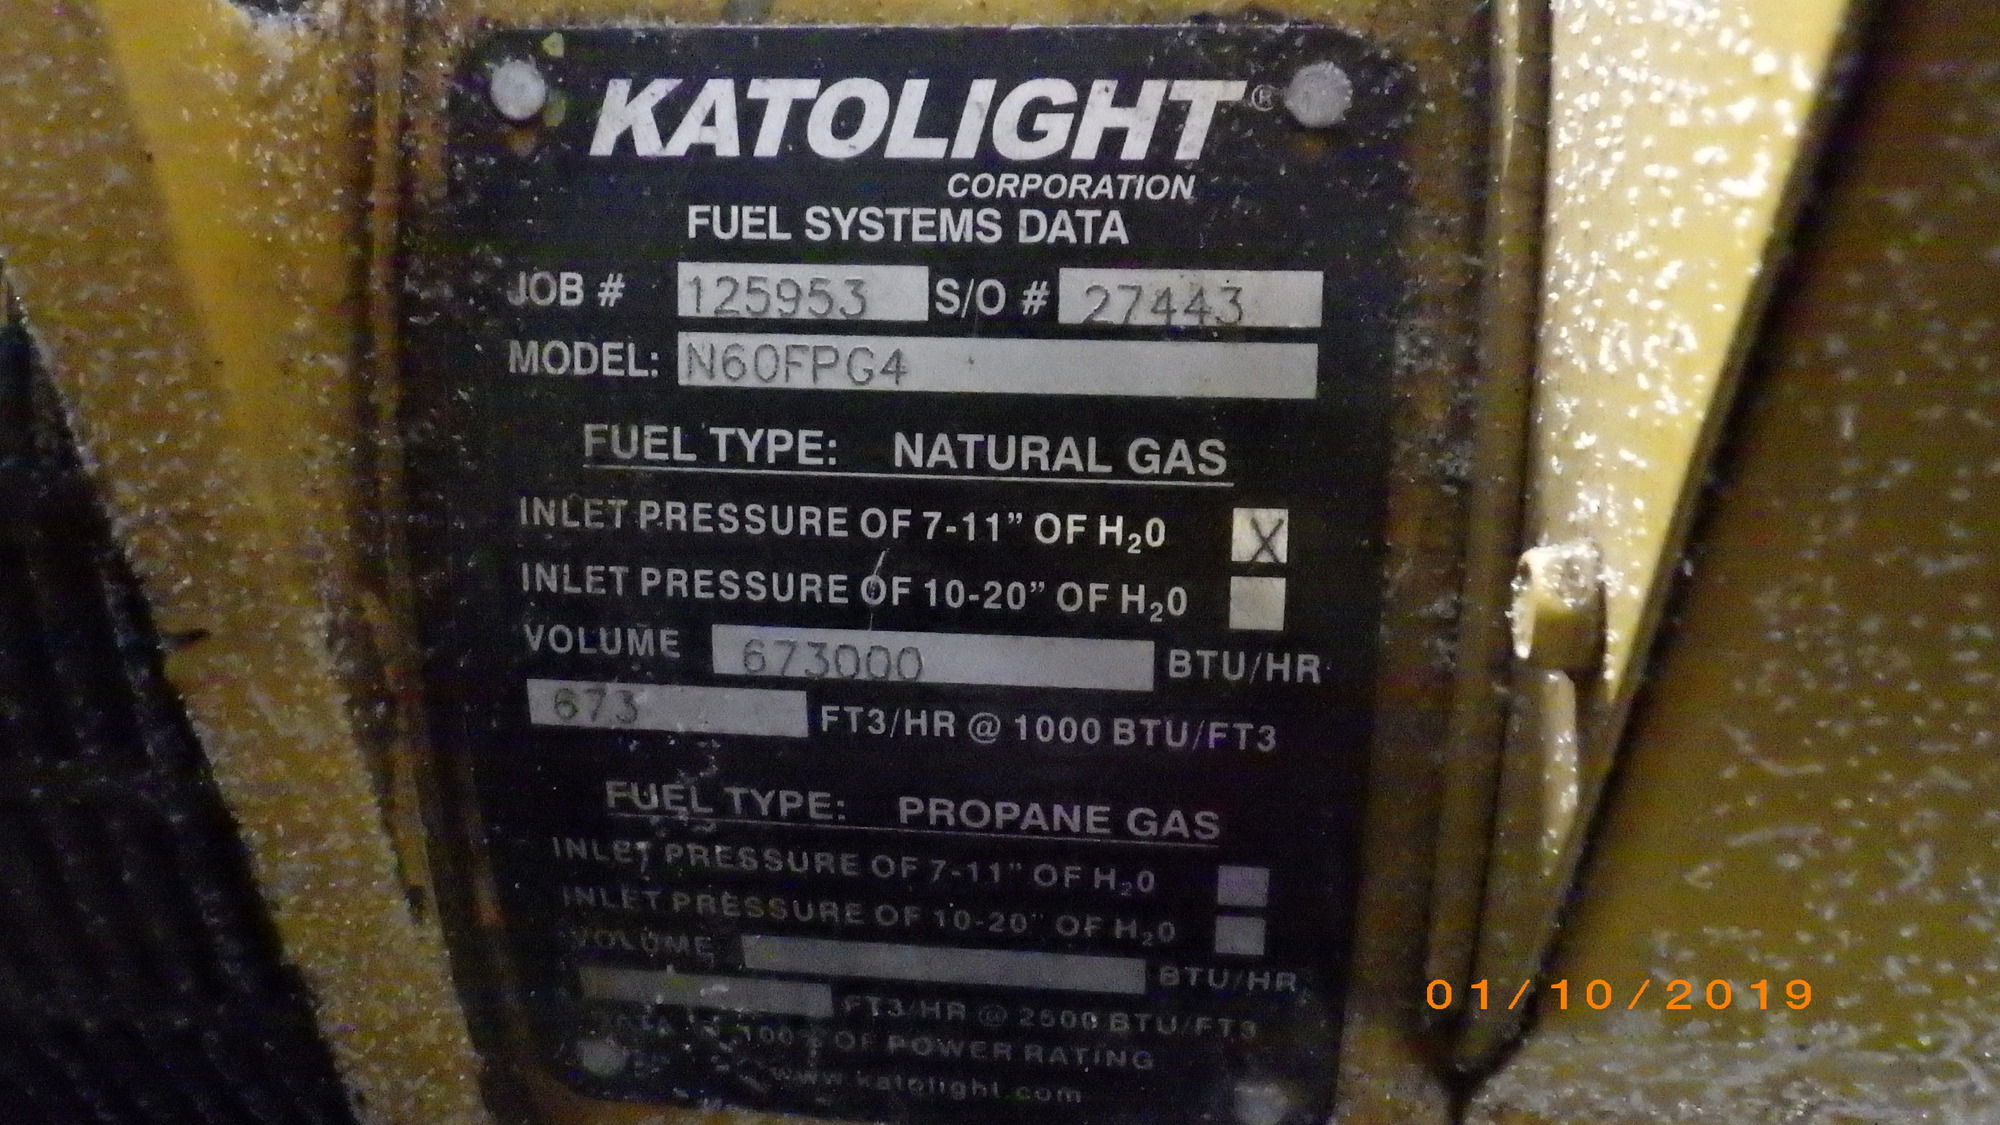 KATOLIGHT®
CORPORATION
FUEL SYSTEMS DATA
JOB # 125953 S/O # 27443
MODEL: N60FPG4
FUEL TYPE: NATURAL GAS
INLET PRESSURE OF 7-11" OF H₂0 X
INLET PRESSURE OF 10-20" OF H₂0
VOLUME 673000 BTU/HR
673 FT3/HR @ 1000 BTU/FT3
FUEL TYPE: PROPANE GAS
INLET PRESSURE OF 7-11" OF H₂0
INLET PRESSURE OF 10-20" OF H₂0
VOLUME BTU/HR
FT3/HR @ 2500 BTU/FT3
DATA 100% OF POWER RATING
www.katolight.com
01/10/2019